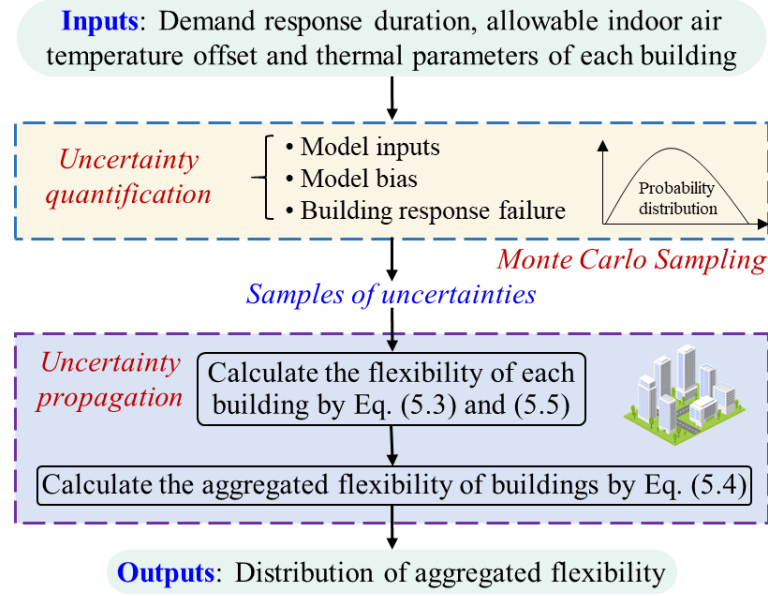 Inputs: Demand response duration, allowable indoor air
temperature offset and thermal parameters of each building
Uncertainty
quantification
• Model inputs
• Model bias
• Building response failure
Probability
distribution
Monte Carlo Sampling
Samples of uncertainties
Uncertainty
propagation
Calculate the flexibility of each
building by Eq. (5.3) and (5.5)
Calculate the aggregated flexibility of buildings by Eq. (5.4)
Outputs: Distribution of aggregated flexibility